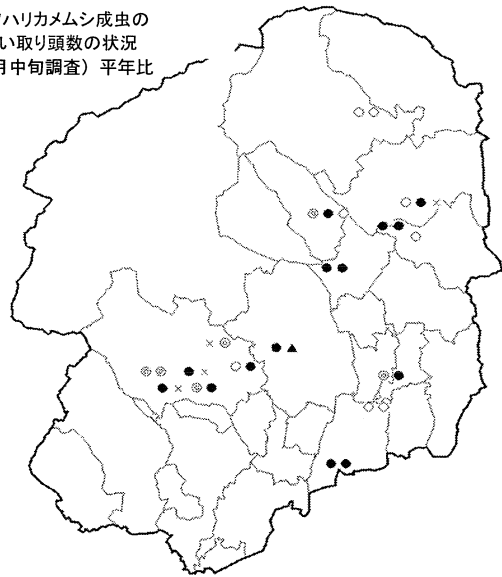 ハリカメムシ成虫の
い取り頭数の状況
中旬調査）平年比